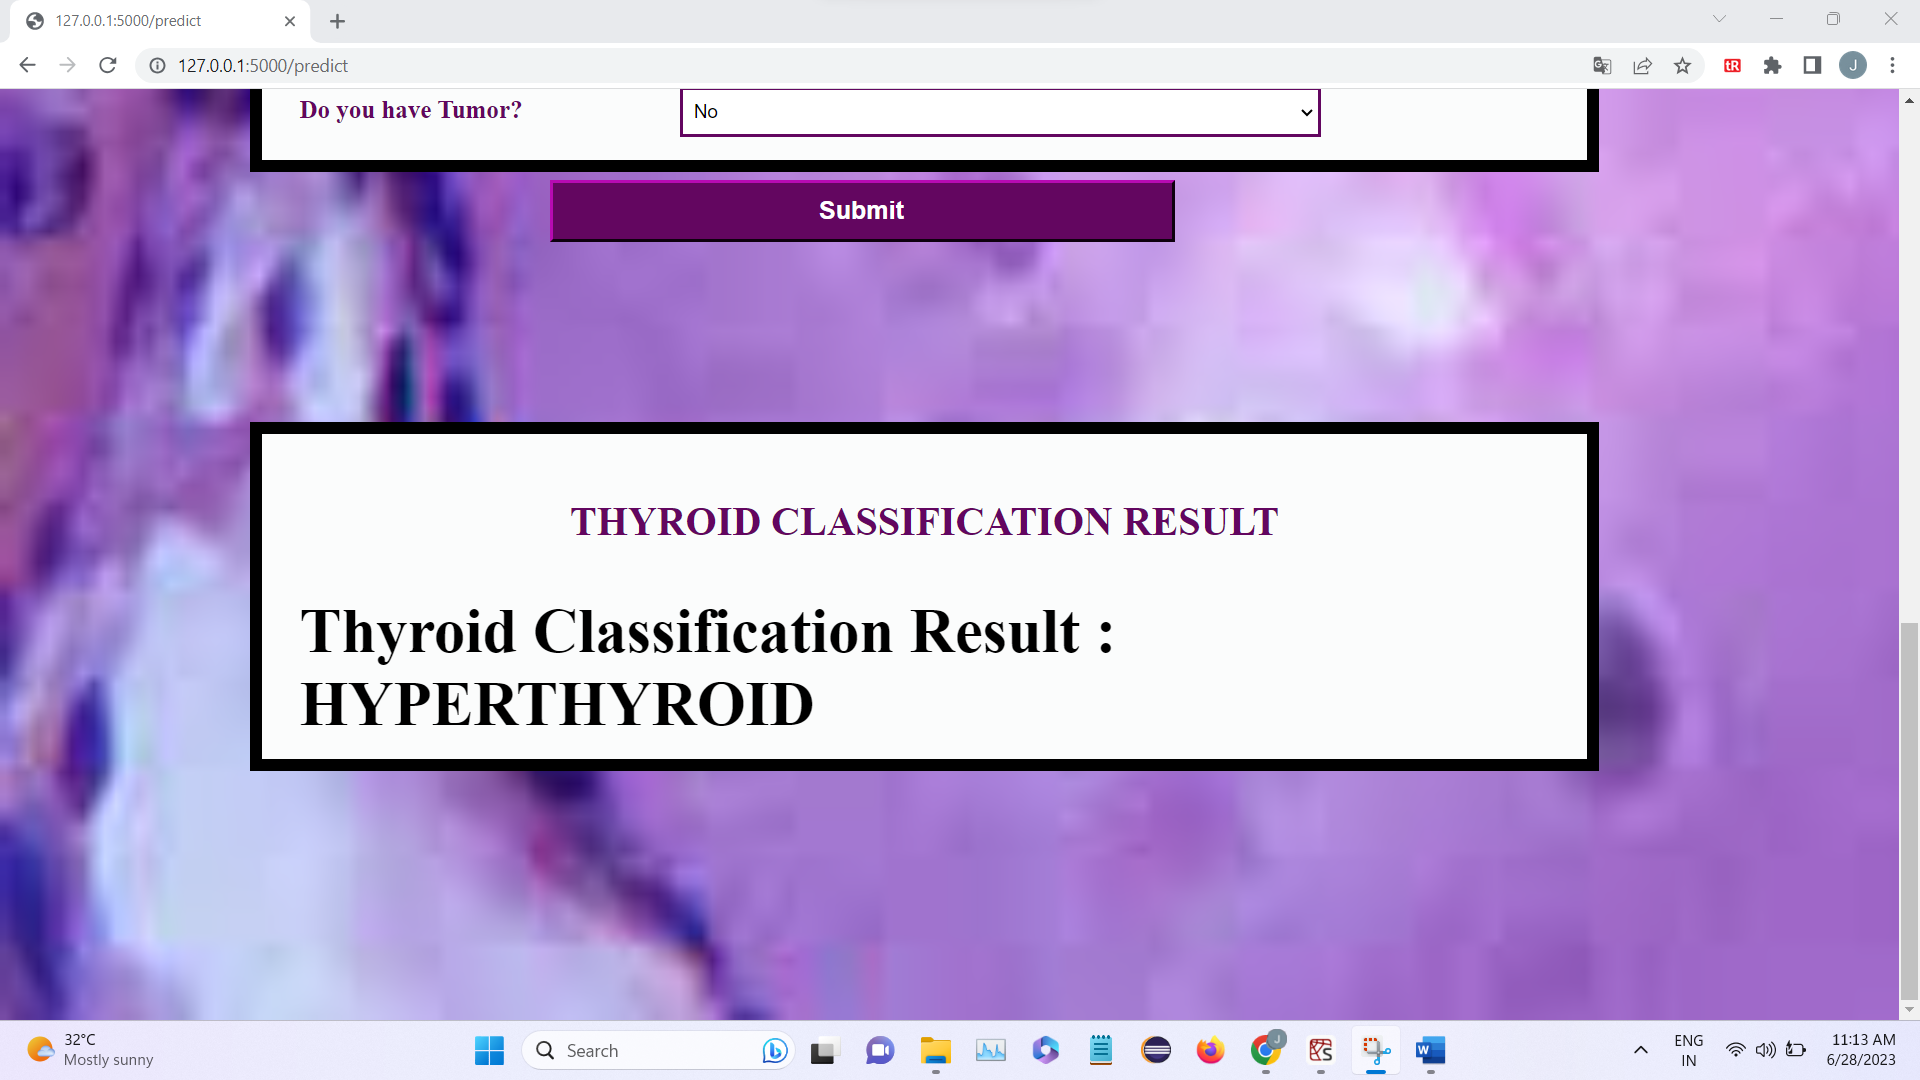 127.0.0.1:5000/predict
127.0.0.1:5000/predict
tR
J
Do you have Tumor?
No
Submit
THYROID CLASSIFICATION RESULT
Thyroid Classification Result :
HYPERTHYROID
32°C
Mostly sunny
Search
J
S
W
ENG
IN
11:13 AM
6/28/2023